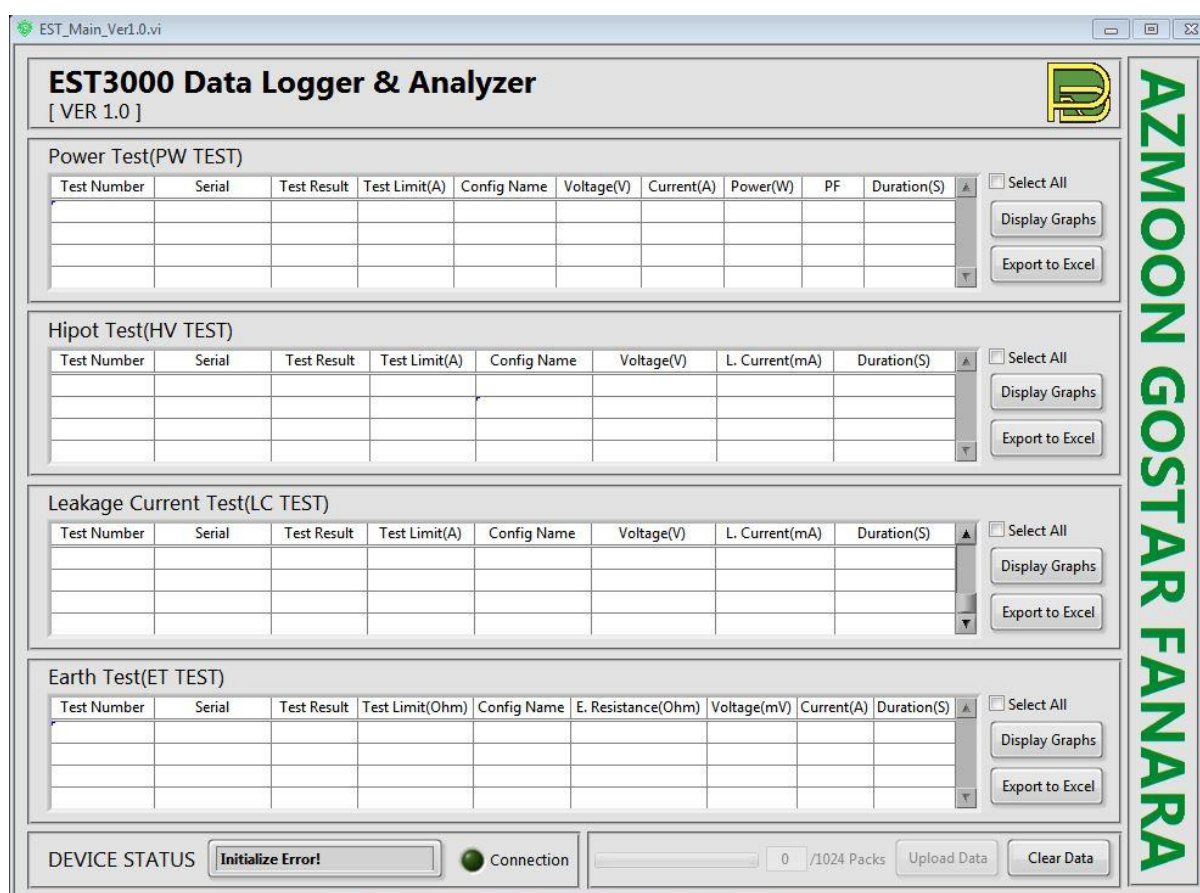 EST_Main_Ver1.0.vi
EST3000 Data Logger & Analyzer
[ VER 1.0 ]
Power Test(PW TEST)
Test Number Serial Test Result Test Limit(A) Config Name Voltage(V) Current(A) Power(W) PF Duration(S)
Select All
Display Graphs
Export to Excel
Hipot Test(HV TEST)
Test Number Serial Test Result Test Limit(A) Config Name Voltage(V) L. Current(mA) Duration(S)
Select All
Display Graphs
Export to Excel
Leakage Current Test(LC TEST)
Test Number Serial Test Result Test Limit(A) Config Name Voltage(V) L. Current(mA) Duration(S)
Select All
Display Graphs
Export to Excel
Earth Test(ET TEST)
Test Number Serial Test Result Test Limit(Ohm) Config Name E. Resistance(Ohm) Voltage(mV) Current(A) Duration(S)
Select All
Display Graphs
Export to Excel
DEVICE STATUS Initialize Error! Connection 0 /1024 Packs Upload Data Clear Data
AZMOON GOSTAR FANARA